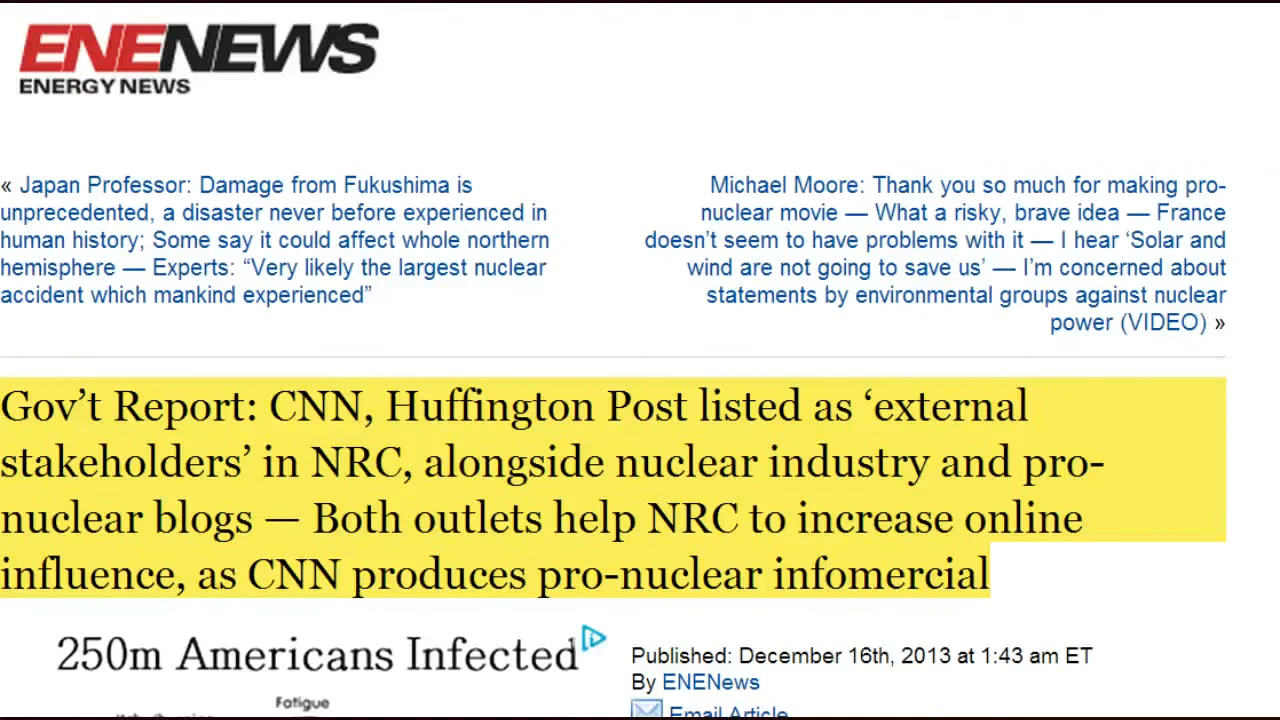 ENENEWS
ENERGY NEWS
« Japan Professor: Damage from Fukushima is
unprecedented, a disaster never before experienced in
human history; Some say it could affect whole northern
hemisphere — Experts: “Very likely the largest nuclear
accident which mankind experienced”
Michael Moore: Thank you so much for making pro-
nuclear movie — What a risky, brave idea — France
doesn’t seem to have problems with it — I hear ‘Solar and
wind are not going to save us’ — I’m concerned about
statements by environmental groups against nuclear
power (VIDEO) »
Gov’t Report: CNN, Huffington Post listed as ‘external
stakeholders’ in NRC, alongside nuclear industry and pro-
nuclear blogs — Both outlets help NRC to increase online
influence, as CNN produces pro-nuclear infomercial
250m Americans Infected
Fatigue
Published: December 16th, 2013 at 1:43 am ET
By ENENews
Email Article